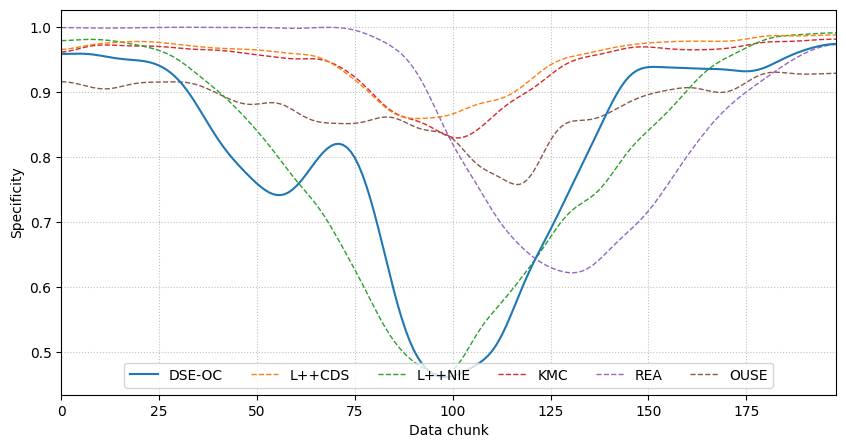 1.0
0.9
0.8
0.7
0.6
0.5
Specificity
DSE-OC L++CDS L++NIE KMC REA OUSE
0 25 50 75 100 125 150 175
Data chunk